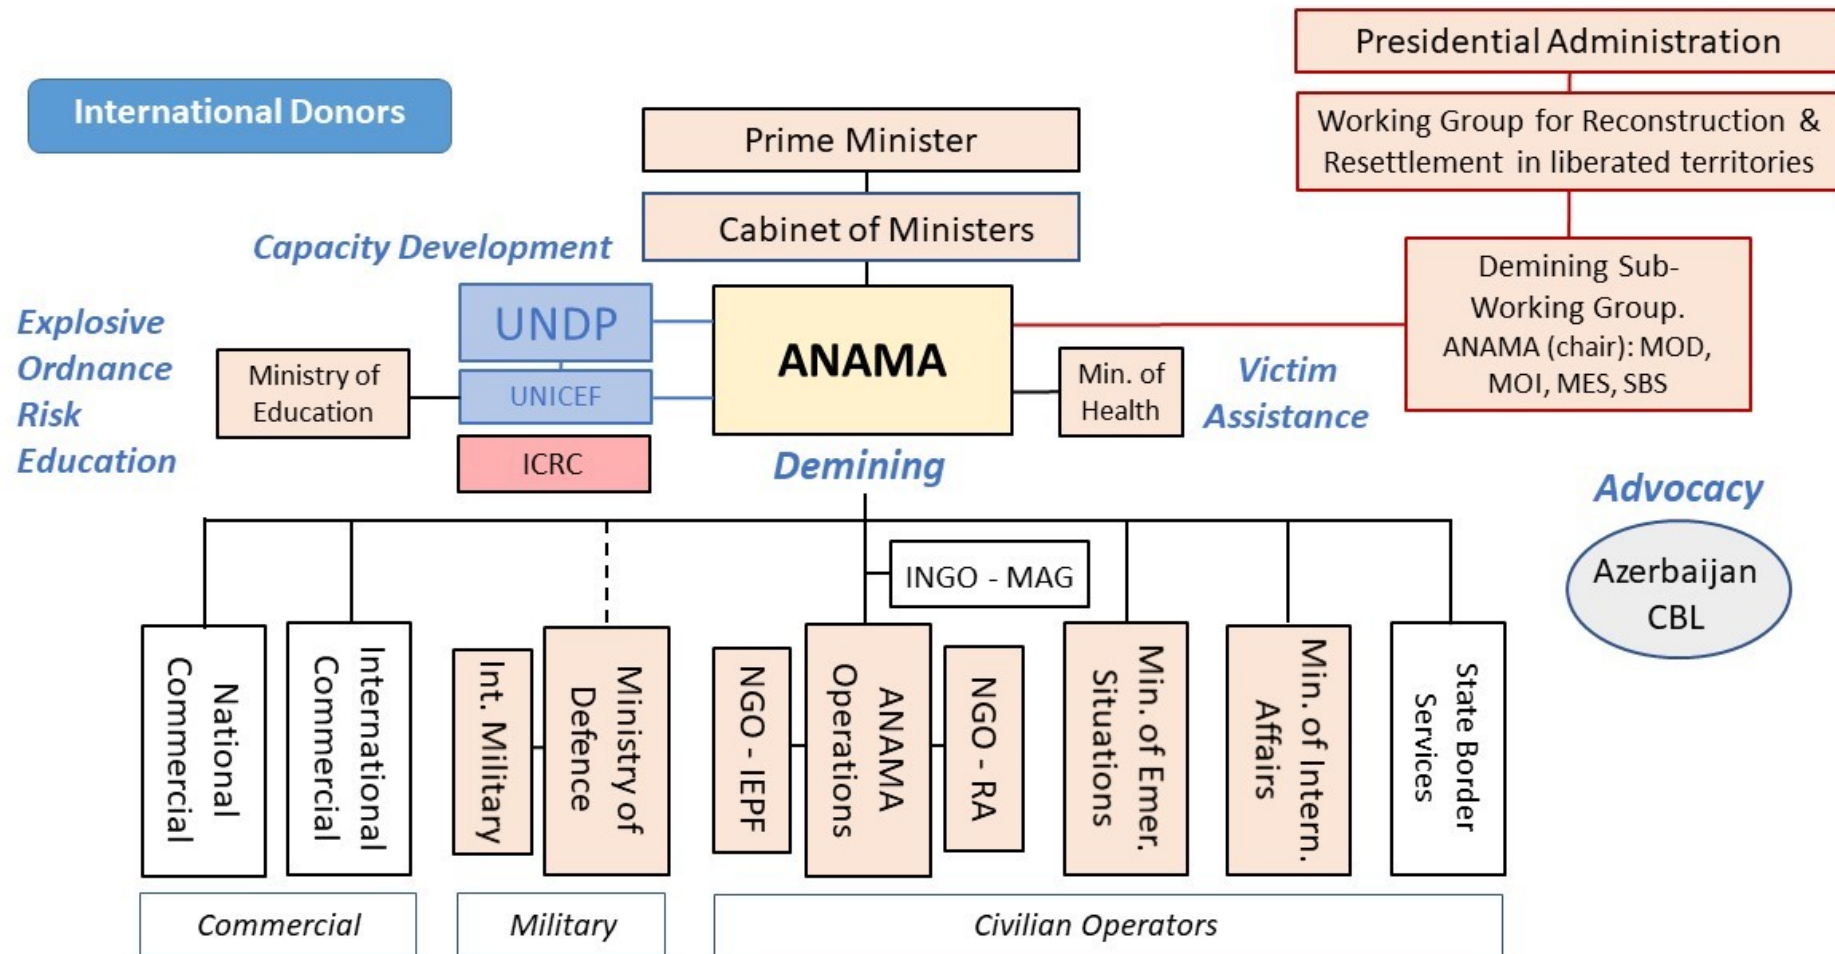 Presidential Administration
International Donors
Working Group for Reconstruction &
Resettlement in liberated territories
Prime Minister
Cabinet of Ministers
Capacity Development
Demining Sub-
Working Group.
ANAMA (chair): MOD,
MOI, MES, SBS
Explosive
Ordnance
Risk
Education
UNDP
UNICEF
ICRC
Ministry of
Education
ANAMA
Min. of
Health
Victim
Assistance
Demining
Advocacy
Azerbaijan
CBL
INGO - MAG
National
Commercial
International
Commercial
Int. Military
Ministry of
Defence
NGO - IEPF
ANAMA
Operations
NGO - RA
Min. of Emer.
Situations
Min. of Intern.
Affairs
State Border
Services
Commercial
Military
Civilian Operators